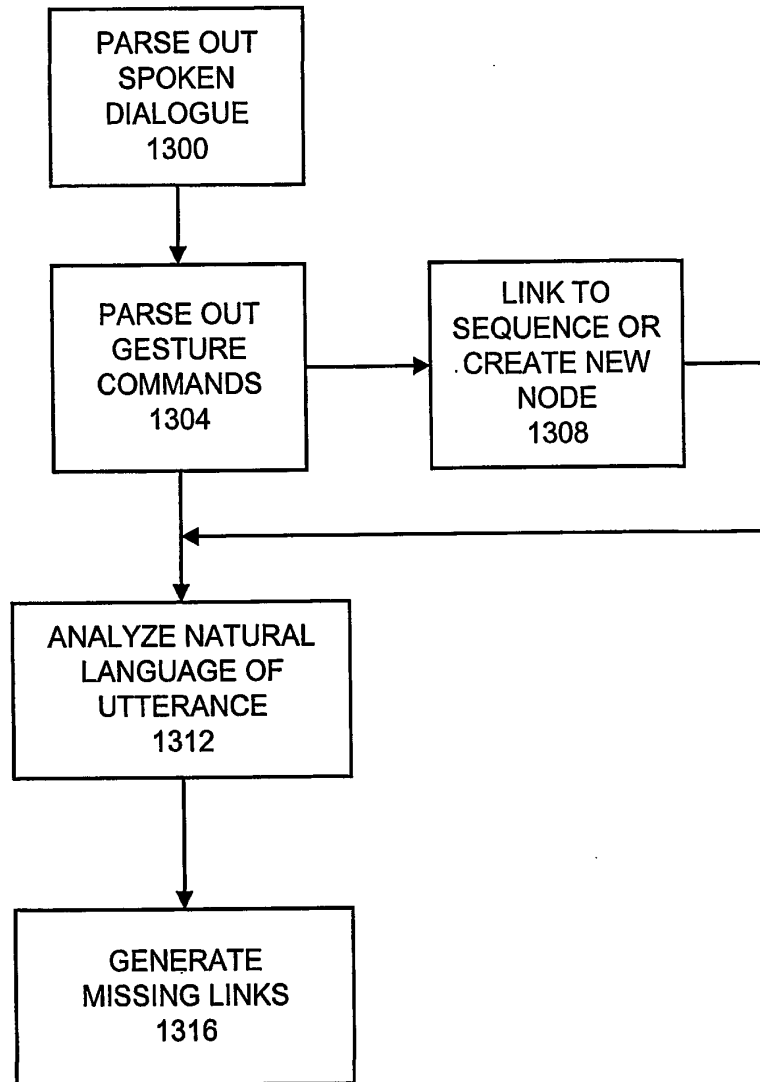 PARSE OUT
SPOKEN
DIALOGUE
1300
PARSE OUT
GESTURE
COMMANDS
1304
LINK TO
SEQUENCE OR
CREATE NEW
NODE
1308
ANALYZE NATURAL
LANGUAGE OF
UTTERANCE
1312
GENERATE
MISSING LINKS
1316